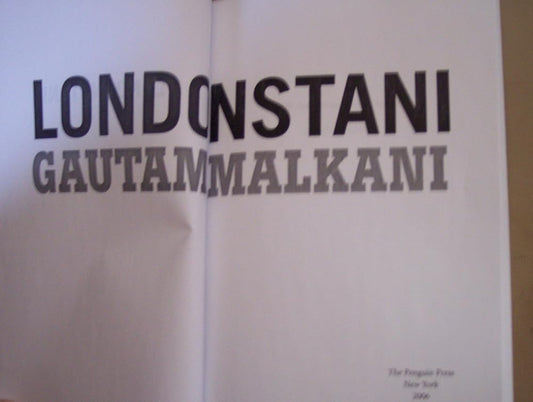 LONDONSTANI
GAUTAM MALKANI
The Penguin Press
New York
2006